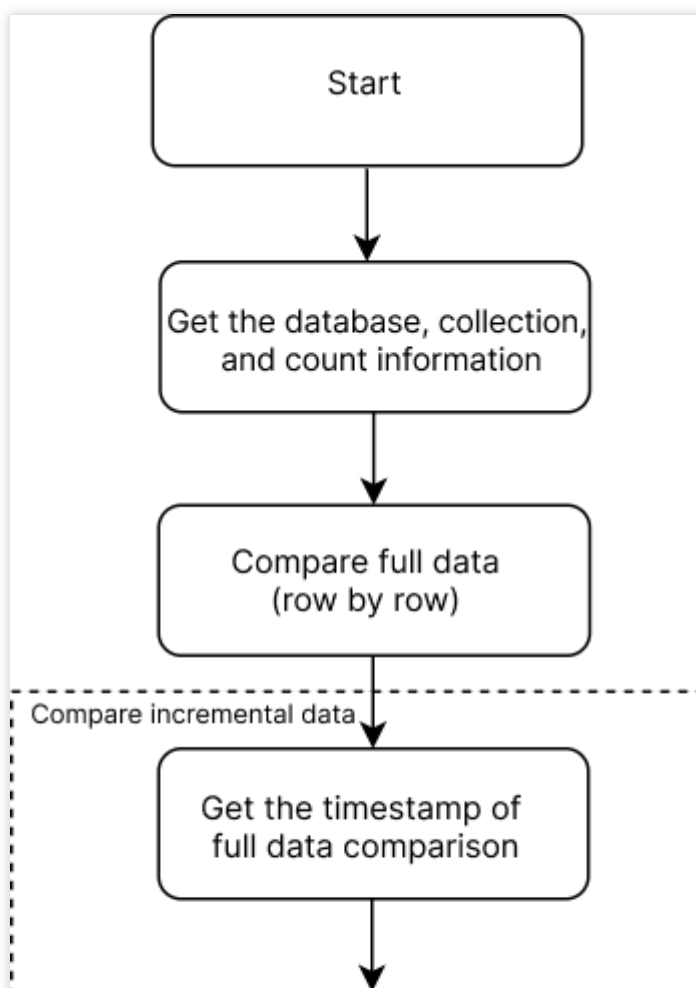 Start
Get the database, collection,
and count information
Compare full data
(row by row)
Compare incremental data
Get the timestamp of
full data comparison